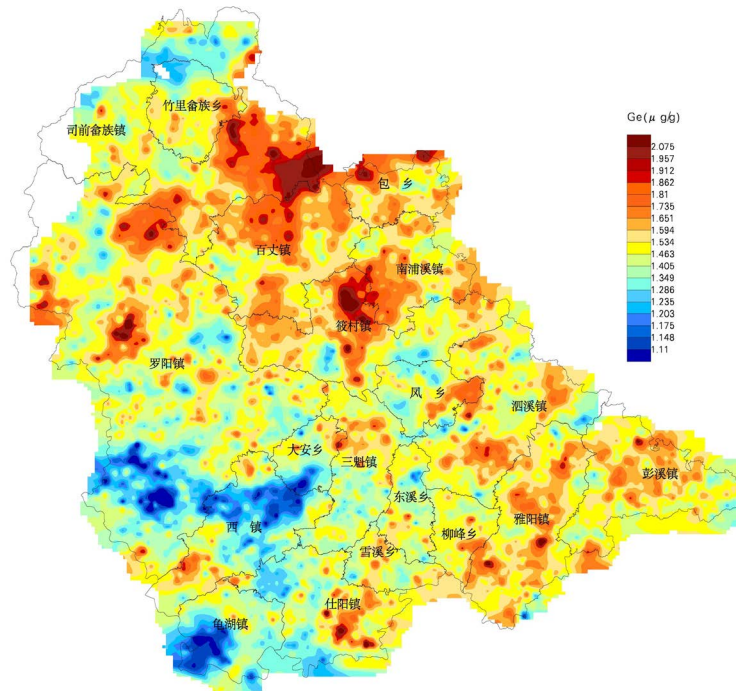 竹里畲族乡
司前畲族镇
Ge(μ g/g)
2.075
1.957
1.912
1.862
1.81
1.735
1.651
1.594
1.534
1.463
1.405
1.349
1.286
1.235
1.203
1.175
1.148
1.11
包 乡
百丈镇
南浦溪镇
筱村镇
罗阳镇
凤 乡
泗溪镇
大安乡
三魁镇
彭溪镇
东溪乡
西 镇
柳峰乡
雅阳镇
雪溪乡
仕阳镇
龟湖镇